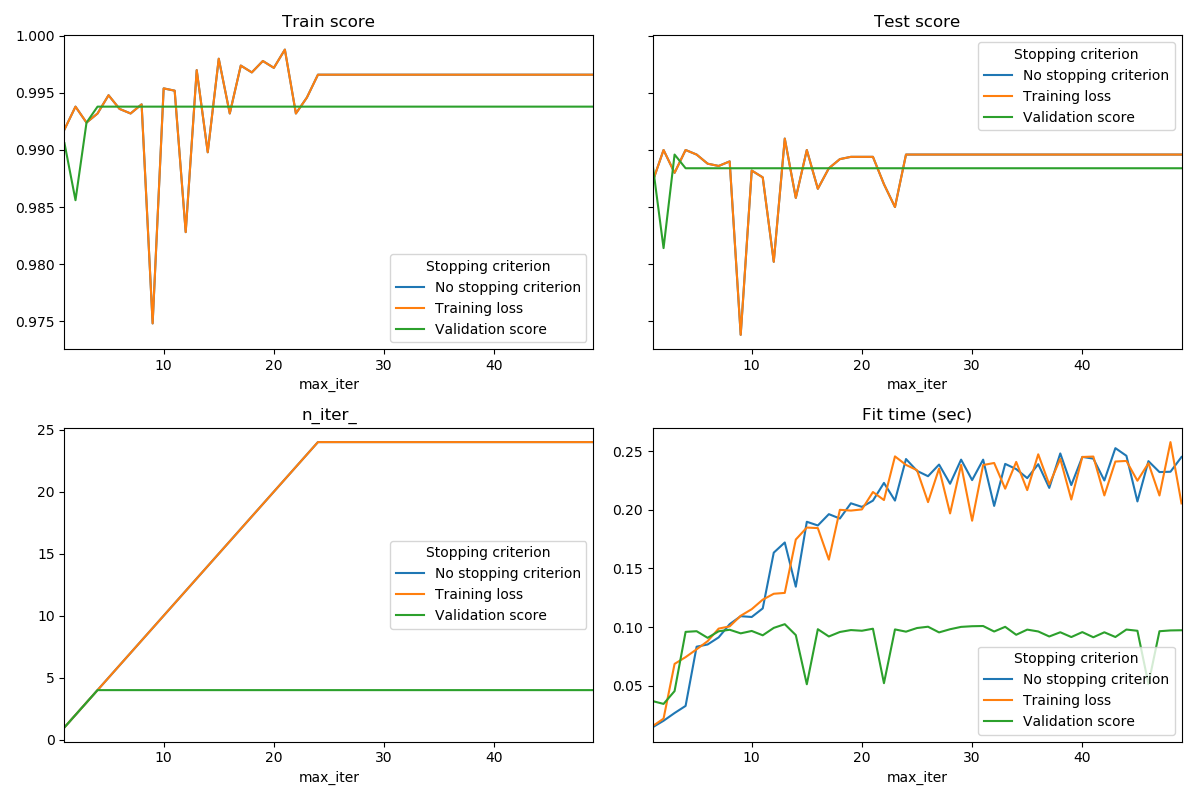 Train score
1.000
0.995
0.990
0.985
0.980
0.975
Stopping criterion
No stopping criterion
Training loss
Validation score
10 20 30 40
max_iter
Test score
Stopping criterion
No stopping criterion
Training loss
Validation score
10 20 30 40
max_iter
n_iter_
25
20
15
10
5
0
Stopping criterion
No stopping criterion
Training loss
Validation score
10 20 30 40
max_iter
Fit time (sec)
0.25
0.20
0.15
0.10
0.05
Stopping criterion
No stopping criterion
Training loss
Validation score
10 20 30 40
max_iter